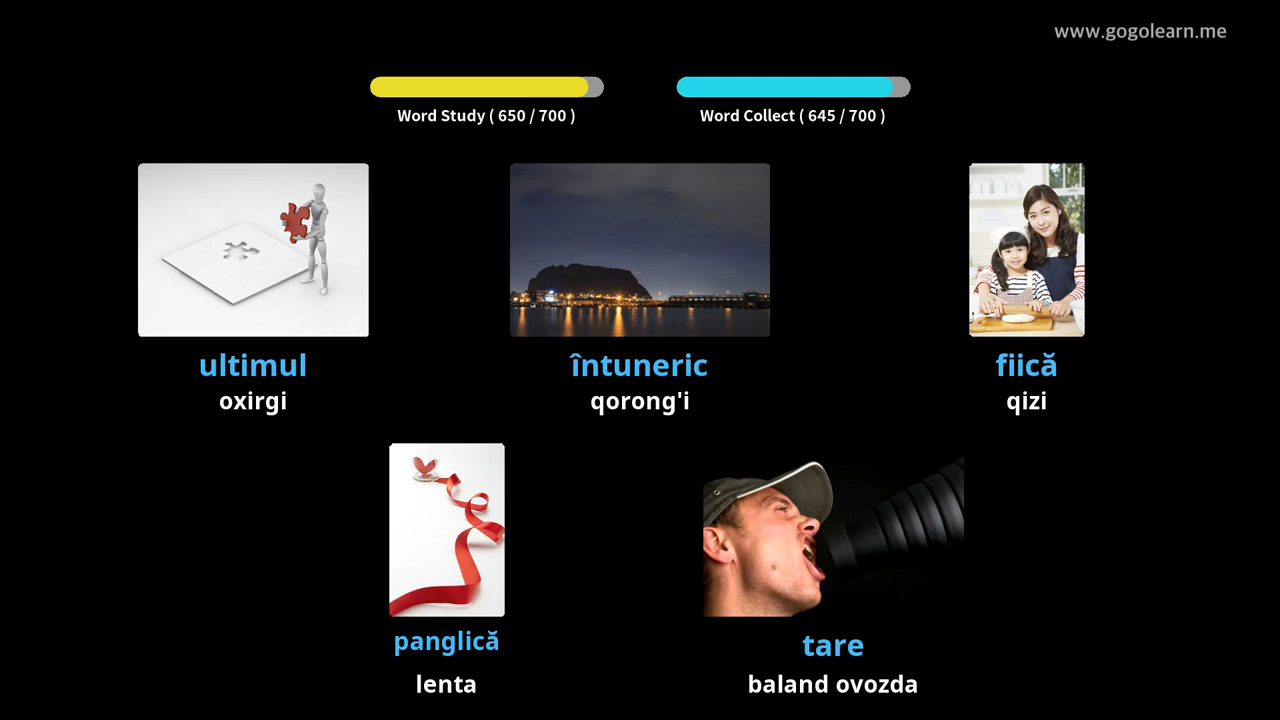 www.gogolearn.me
Word Study ( 650 / 700 )
Word Collect ( 645 / 700 )
ultimul
oxirgi
întuneric
qorong'i
fiică
qizi
panglică
lenta
tare
baland ovozda